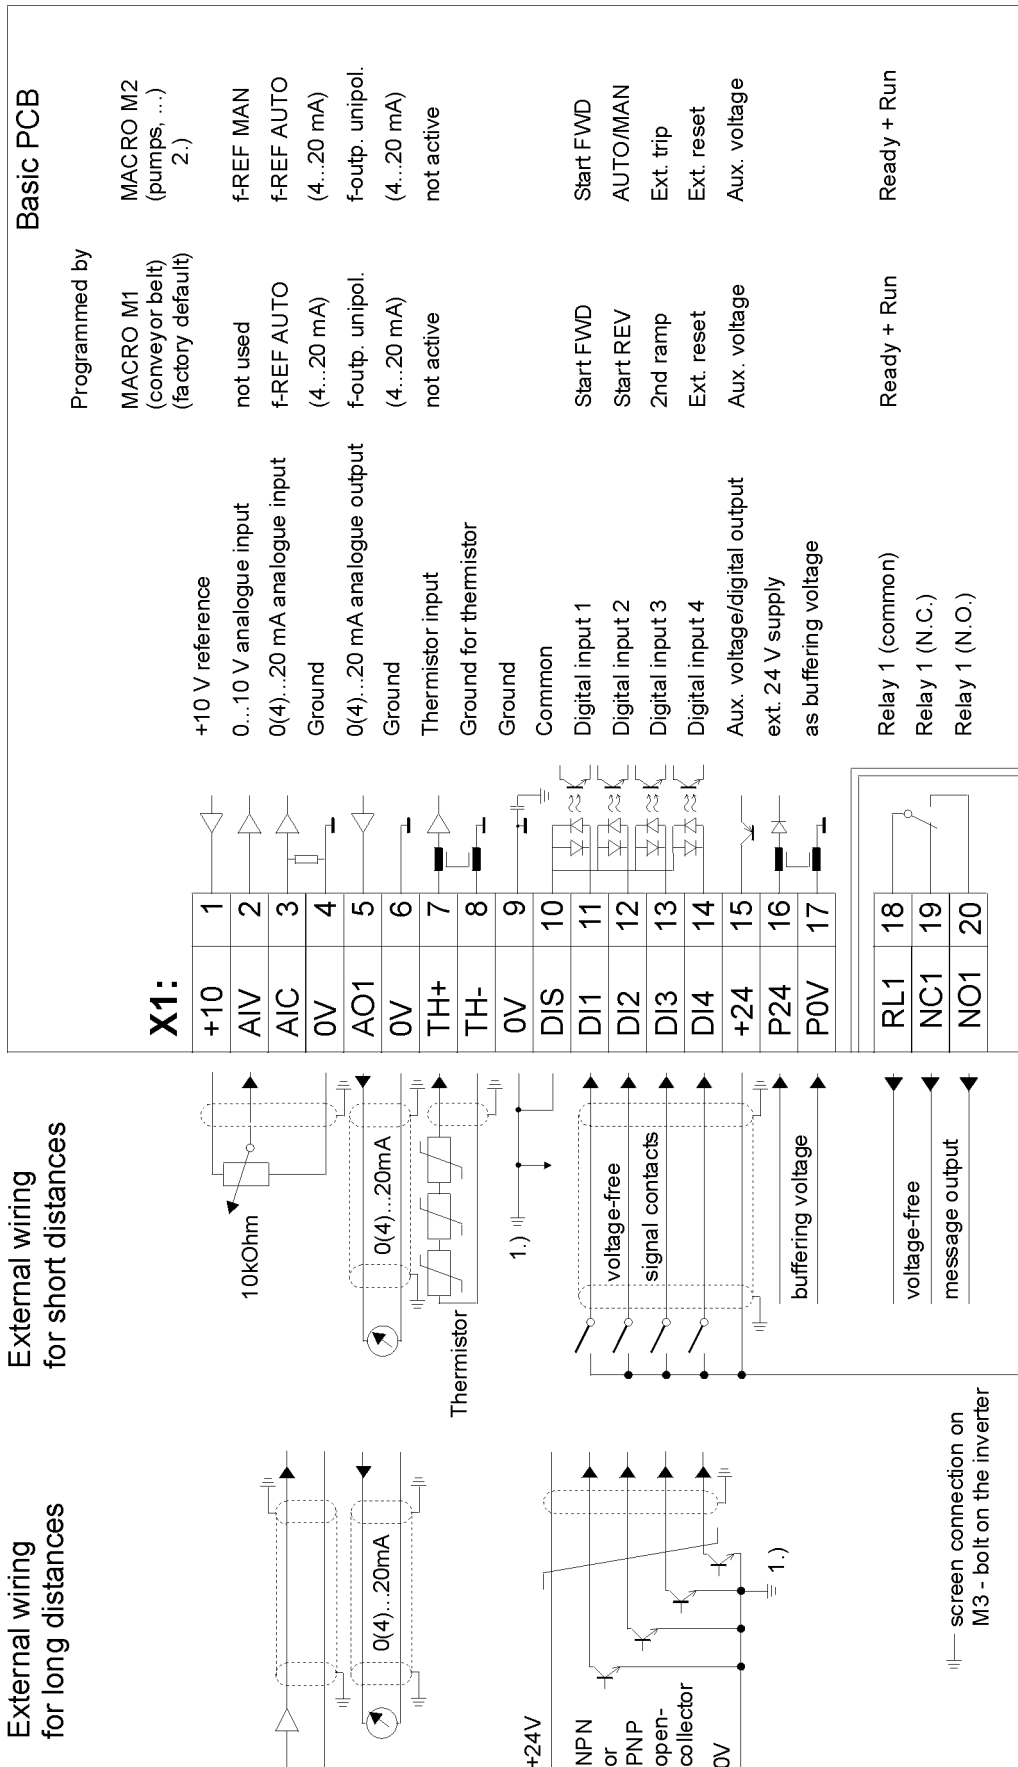 External wiring
for long distances
External wiring
for short distances
Basic PCB
Programmed by
MACRO M1
(conveyor belt)
(factory default)
MACRO M2
(pumps, ...)
2.)
X1:
+10 1 +10 V reference
AIV 2 0...10 V analogue input not used f-REF MAN
AIC 3 0(4)...20 mA analogue input f-REF AUTO f-REF AUTO
0V 4 Ground (4...20 mA) (4...20 mA)
AO1 5 0(4)...20 mA analogue output f-outp. unipol. f-outp. unipol.
0V 6 Ground (4...20 mA) (4...20 mA)
TH+ 7 Thermistor input not active not active
TH- 8 Ground for thermistor
0V 9 Ground
DIS 10 Common
DI1 11 Digital input 1 Start FWD Start FWD
DI2 12 Digital input 2 Start REV AUTO/MAN
DI3 13 Digital input 3 2nd ramp Ext. trip
DI4 14 Digital input 4 Ext. reset Ext. reset
+24 15 Aux. voltage/digital output Aux. voltage Aux. voltage
P24 16 ext. 24 V supply
P0V 17 as buffering voltage
RL1 18 Relay 1 (common) Ready + Run Ready + Run
NC1 19 Relay 1 (N.C.)
NO1 20 Relay 1 (N.O.)
10kOhm
0(4)...20mA
Thermistor
1.)
voltage-free
signal contacts
buffering voltage
voltage-free
message output
0(4)...20mA
+24V
NPN
or
PNP
open-
collector
0V
1.)
screen connection on
M3 - bolt on the inverter